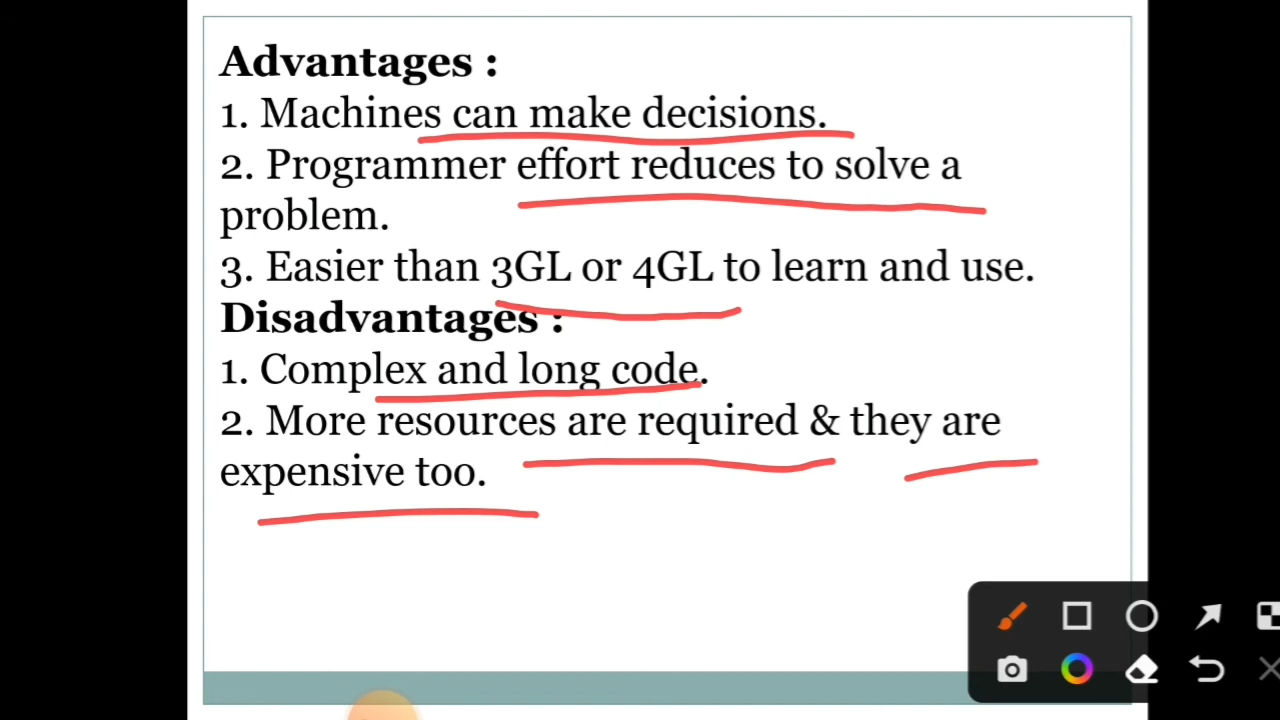 Advantages :
1. Machines can make decisions.
2. Programmer effort reduces to solve a
problem.
3. Easier than 3GL or 4GL to learn and use.
Disadvantages :
1. Complex and long code.
2. More resources are required & they are
expensive too.